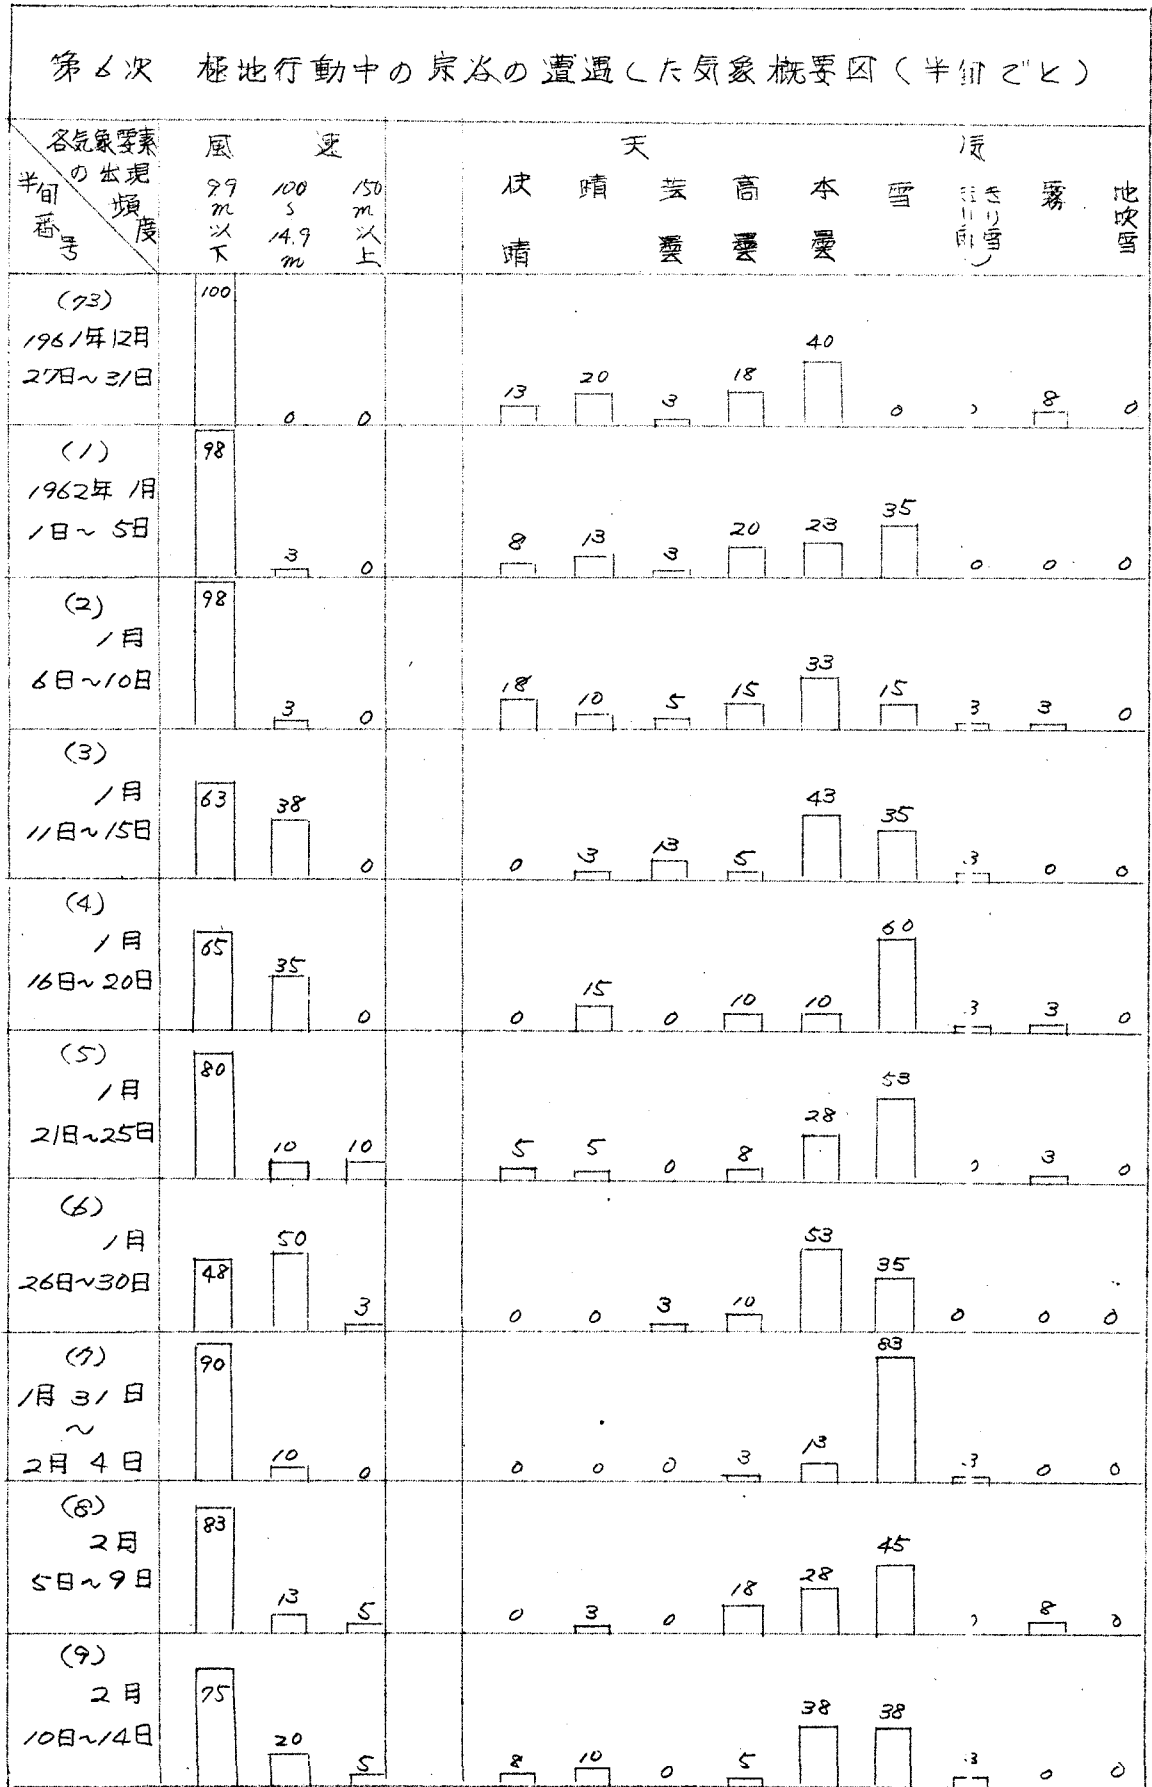 第6次 極地行動中の宗谷の遭遇した気象概要図(半旬ごと)
各気象要素の出現頻度
半旬番号
風速
天気
99m以下 100〜14.9m 150m以上 快晴 晴 芸曇 高曇 本曇 雪 きり雪 霧 地吹雪
(73)
1961年12月
27日~31日
100 0 0 13 20 3 18 40 0 8 0
(1)
1962年 1月
1日~ 5日
98 3 0 8 13 3 20 23 35 0 0 0
(2)
1月
6日~10日
98 3 0 18 10 5 15 33 15 3 3 0
(3)
1月
11日~15日
63 38 0 0 3 13 5 43 35 3 0 0
(4)
1月
16日~20日
65 35 0 0 15 0 10 10 60 3 3 0
(5)
1月
21日~25日
80 10 10 5 5 0 8 28 53 3 0
(6)
1月
26日~30日
48 50 3 0 0 3 10 53 35 0 0 0
(7)
1月 31日
~
2月 4日
90 10 0 0 0 0 3 13 83 3 0 0
(8)
2月
5日~9日
83 13 5 0 3 0 18 28 45 8 0
(9)
2月
10日~14日
75 20 5 8 10 0 5 38 38 3 0 0